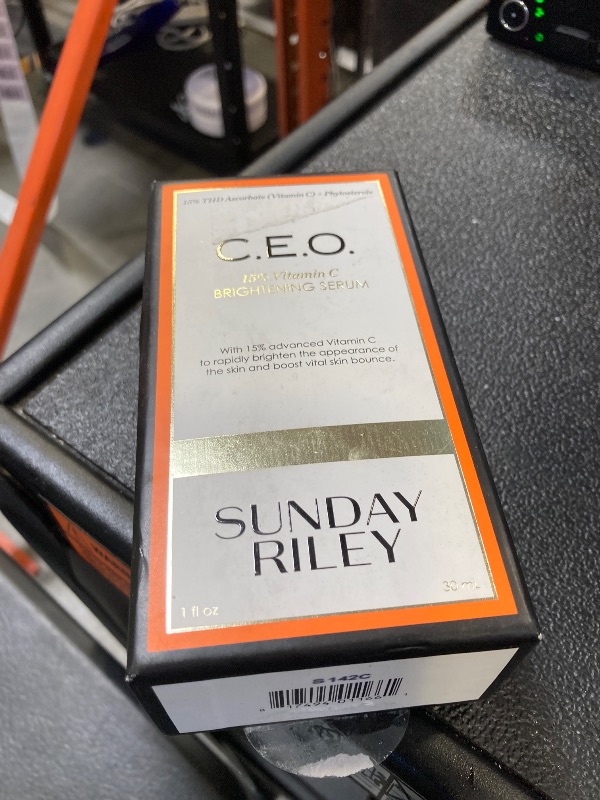 15% THD Ascorbate (Vitamin C) + Phytosterols
C.E.O.
15% Vitamin C
BRIGHTENING SERUM
With 15% advanced Vitamin C
to rapidly brighten the appearance of
the skin and boost vital skin bounce.
SUNDAY
RILEY
1 fl oz
30 mL
S142C